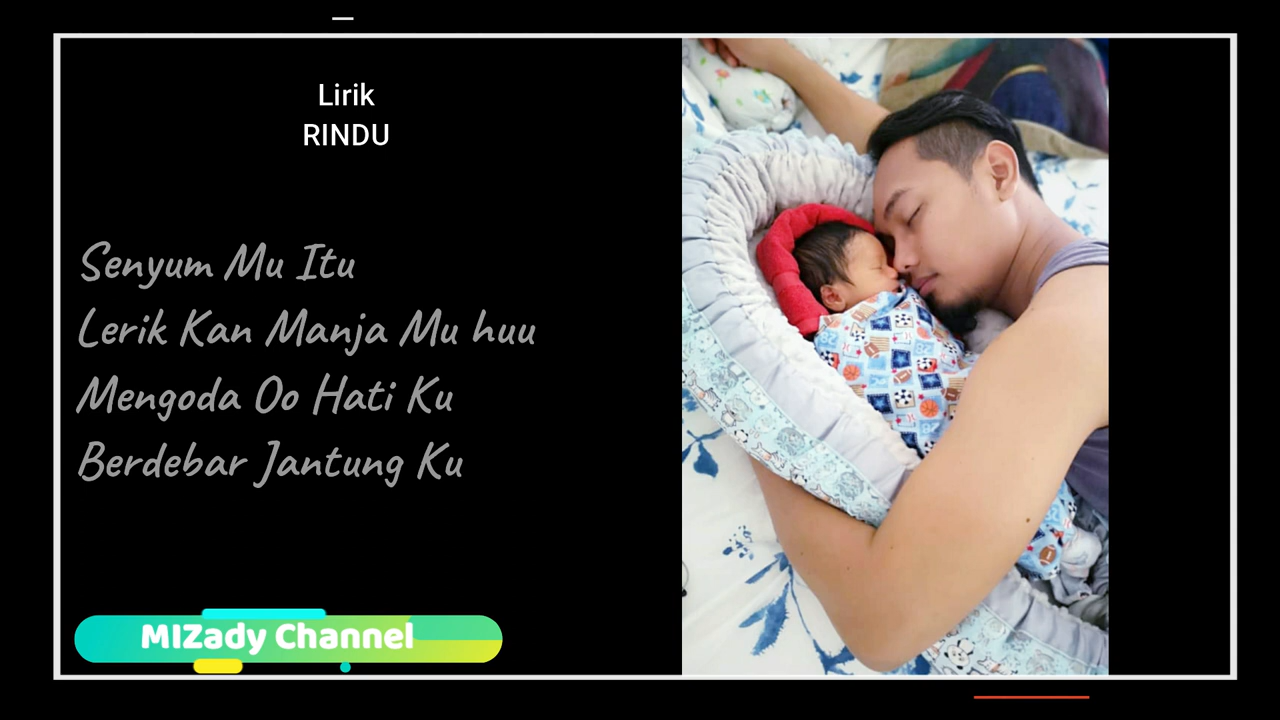 Lirik
RINDU
Senyum Mu Itu
Lerik Kan Manja Mu huu
Mengoda Oo Hati Ku
Berdebar Jantung Ku
MIZady Channel